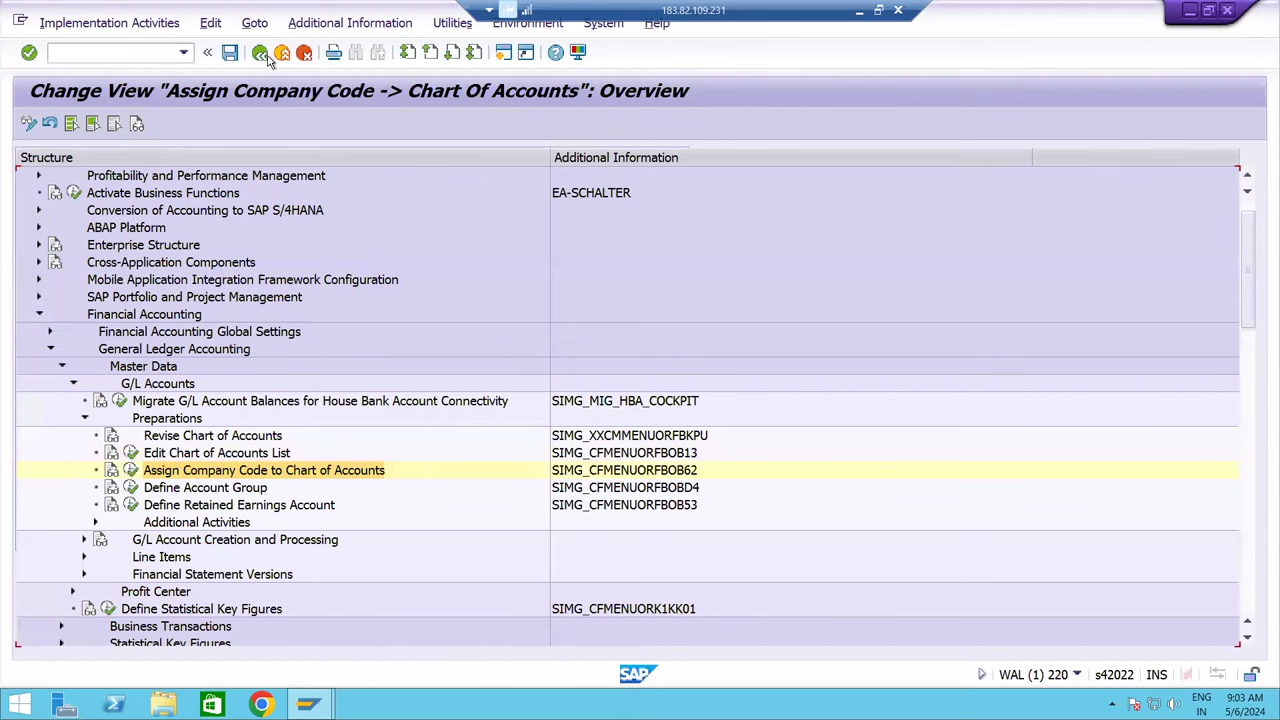 183.82.109.231
Implementation Activities Edit Goto Additional Information Utilities Environment System Help
Change View "Assign Company Code -> Chart Of Accounts": Overview
Structure Additional Information
Profitability and Performance Management
Activate Business Functions EA-SCHALTER
Conversion of Accounting to SAP S/4HANA
ABAP Platform
Enterprise Structure
Cross-Application Components
Mobile Application Integration Framework Configuration
SAP Portfolio and Project Management
Financial Accounting
Financial Accounting Global Settings
General Ledger Accounting
Master Data
G/L Accounts
Migrate G/L Account Balances for House Bank Account Connectivity SIMG_MIG_HBA_COCKPIT
Preparations
Revise Chart of Accounts SIMG_XXCMMENUORFBKPU
Edit Chart of Accounts List SIMG_CFMENUORFBOB13
Assign Company Code to Chart of Accounts SIMG_CFMENUORFBOB62
Define Account Group SIMG_CFMENUORFBOBD4
Define Retained Earnings Account SIMG_CFMENUORFBOB53
Additional Activities
G/L Account Creation and Processing
Line Items
Financial Statement Versions
Profit Center
Define Statistical Key Figures SIMG_CFMENUORK1KK01
Business Transactions
Statistical Key Figures
SAP WAL (1) 220 s42022 INS
ENG 9:03 AM
IN 5/6/2024